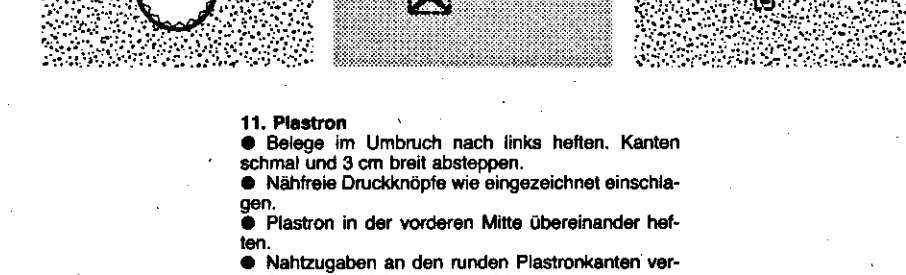 11. Plastron
● Belege im Umbruch nach links heften. Kanten
schmal und 3 cm breit absteppen.
● Nähfreie Druckknöpfe wie eingezeichnet einschla-
gen.
● Plastron in der vorderen Mitte übereinander hef-
ten.
● Nahtzugaben an den runden Plastronkanten ver-